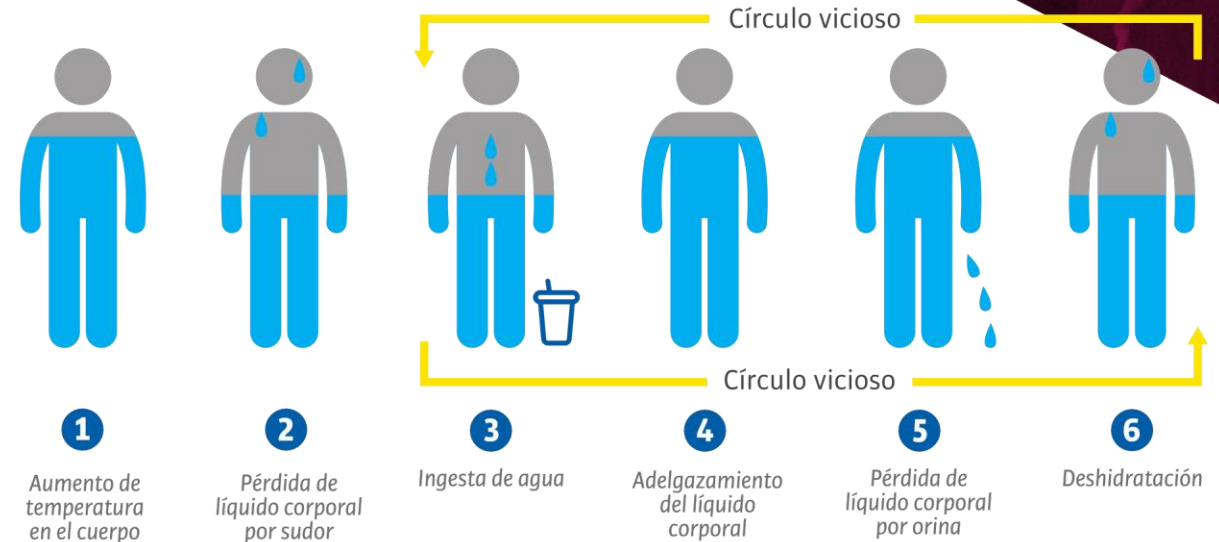 Círculo vicioso
Círculo vicioso
1
Aumento de
temperatura
en el cuerpo
2
Pérdida de
líquido corporal
por sudor
3
Ingesta de agua
4
Adelgazamiento
del líquido
corporal
5
Pérdida de
líquido corporal
por orina
6
Deshidratación